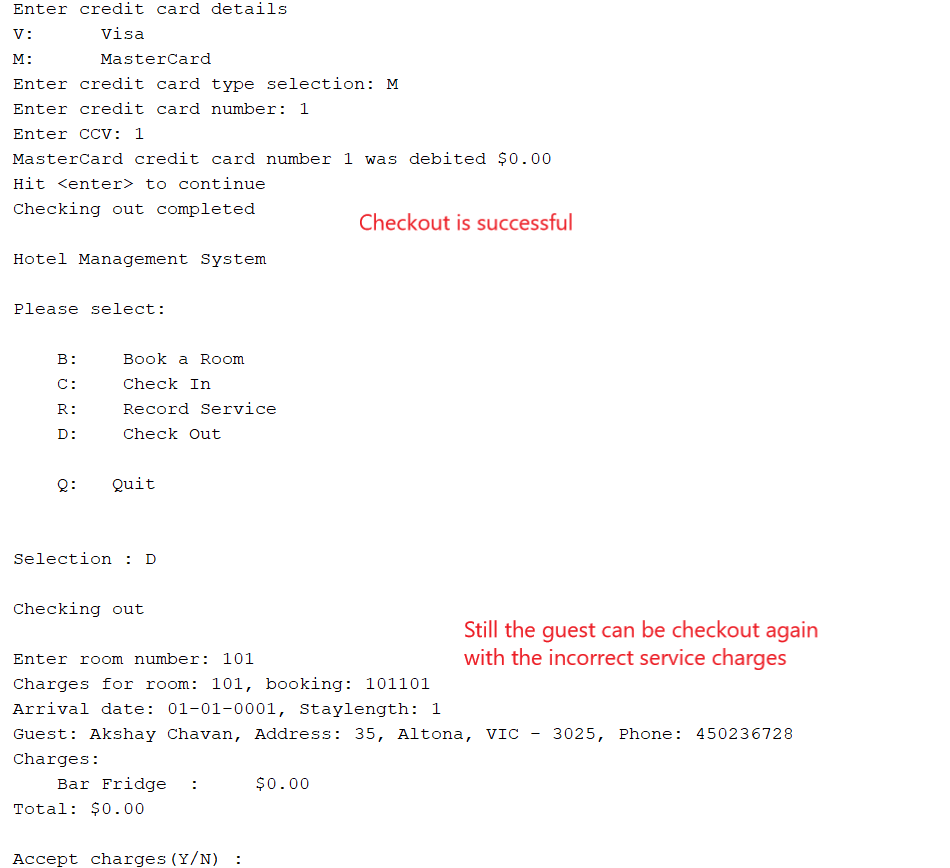 Enter credit card details
V:      Visa
M:      MasterCard
Enter credit card type selection: M
Enter credit card number: 1
Enter CCV: 1
MasterCard credit card number 1 was debited $0.00
Hit <enter> to continue
Checking out completed
Checkout is successful
Hotel Management System
Please select:
B:    Book a Room
C:    Check In
R:    Record Service
D:    Check Out
Q:   Quit
Selection : D
Checking out
Still the guest can be checkout again
with the incorrect service charges
Enter room number: 101
Charges for room: 101, booking: 101101
Arrival date: 01-01-0001, Staylength: 1
Guest: Akshay Chavan, Address: 35, Altona, VIC - 3025, Phone: 450236728
Charges:
Bar Fridge  :     $0.00
Total: $0.00
Accept charges(Y/N) :